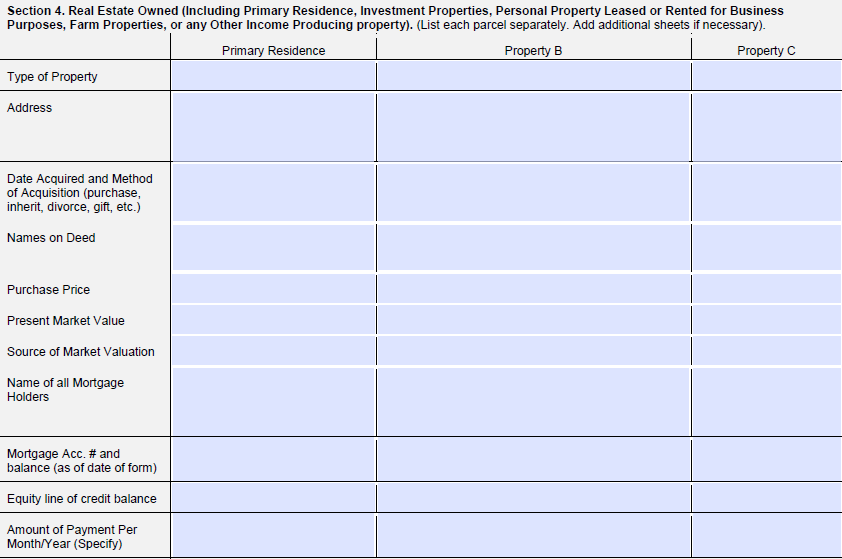 Section 4. Real Estate Owned (Including Primary Residence, Investment Properties, Personal Property Leased or Rented for Business
Purposes, Farm Properties, or any Other Income Producing property). (List each parcel separately. Add additional sheets if necessary).
Primary Residence Property B Property C
Type of Property
Address
Date Acquired and Method
of Acquisition (purchase,
inherit, divorce, gift, etc.)
Names on Deed
Purchase Price
Present Market Value
Source of Market Valuation
Name of all Mortgage
Holders
Mortgage Acc. # and
balance (as of date of form)
Equity line of credit balance
Amount of Payment Per
Month/Year (Specify)